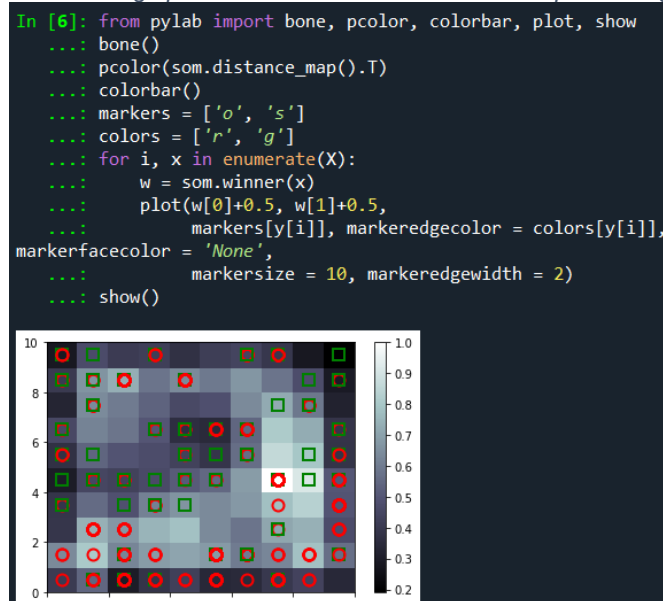 In [6]: from pylab import bone, pcolor, colorbar, plot, show
   ...: bone()
   ...: pcolor(som.distance_map().T)
   ...: colorbar()
   ...: markers = ['o', 's']
   ...: colors = ['r', 'g']
   ...: for i, x in enumerate(X):
   ...:     w = som.winner(x)
   ...:     plot(w[0]+0.5, w[1]+0.5,
   ...:          markers[y[i]], markeredgecolor = colors[y[i]],
markerfacecolor = 'None',
   ...:          markersize = 10, markeredgewidth = 2)
   ...: show()
10
8
6
4
2
0
1.0
0.9
0.8
0.7
0.6
0.5
0.4
0.3
0.2